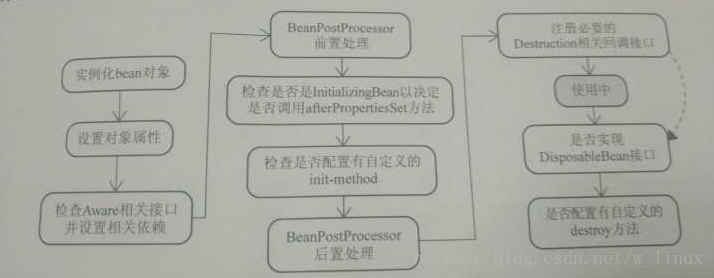 实例化bean对象
设置对象属性
检查Aware相关接口
并设置相关依赖
BeanPostProcessor
前置处理
检查是否是InitializingBean以决定
是否调用afterPropertiesSet方法
检查是否配置有自定义的
init-method
BeanPostProcessor
后置处理
注册必要的
Destruction相关回调接口
使用中
是否实现
DisposableBean接口
是否配置有自定义的
destroy方法
https://blog.csdn.net/w_linux